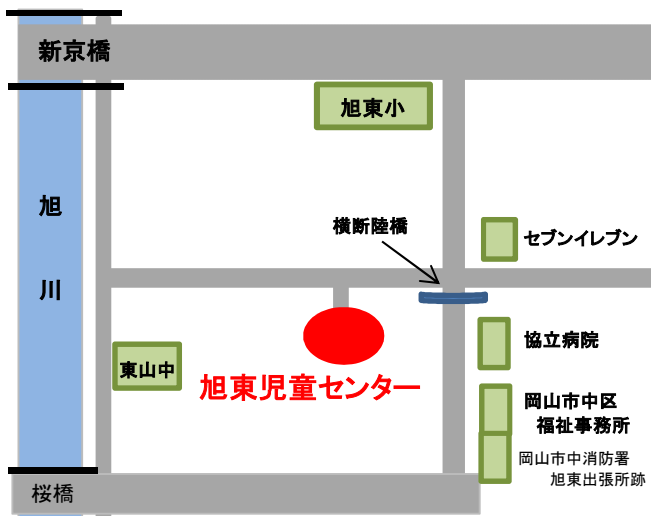 新京橋
旭東小
旭
川
横断陸橋
セブンイレブン
協立病院
東山中
旭東児童センター
岡山市中区
福祉事務所
岡山市中消防署
旭東出張所跡
桜橋